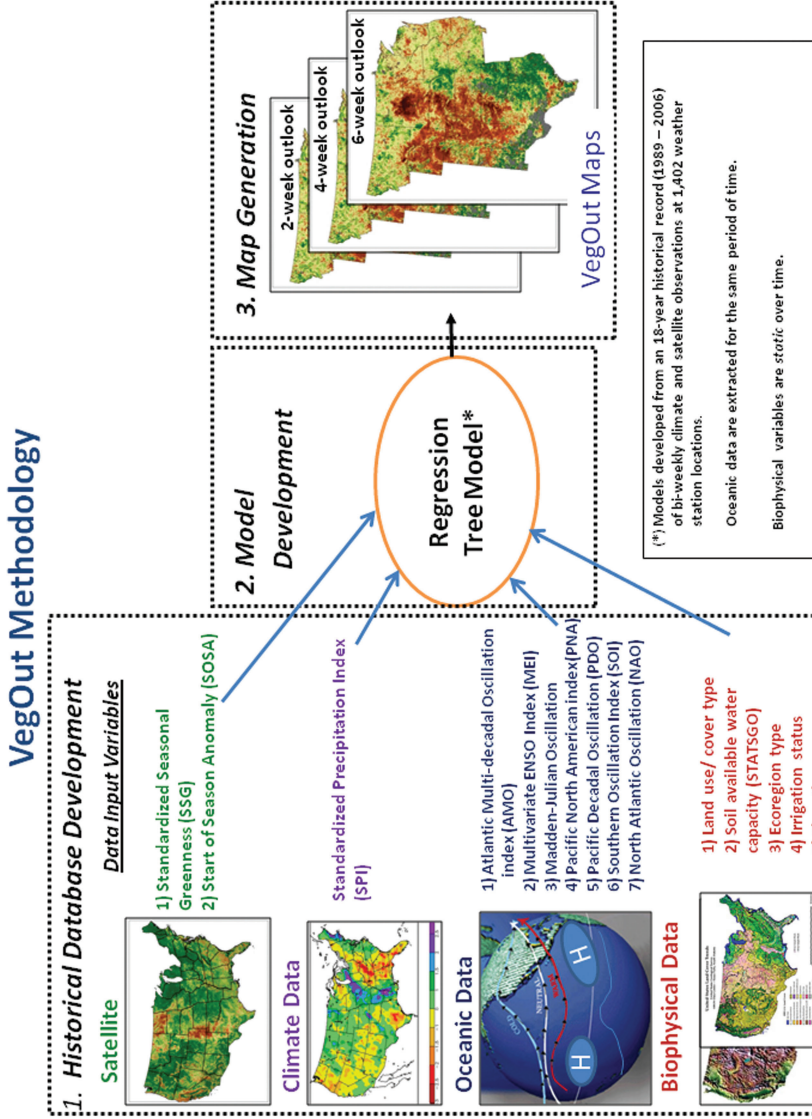 VegOut Methodology
1. Historical Database Development
Data Input Variables
Satellite
1) Standardized Seasonal
Greenness (SSG)
2) Start of Season Anomaly (SOSA)
Climate Data
Standardized Precipitation Index
(SPI)
Oceanic Data
COLD
NEUTRAL
H
H
1) Atlantic Multi-decadal Oscillation
index (AMO)
2) Multivariate ENSO Index (MEI)
3) Madden-Julian Oscillation
4) Pacific North American index(PNA)
5) Pacific Decadal Oscillation (PDO)
6) Southern Oscillation Index (SOI)
7) North Atlantic Oscillation (NAO)
Biophysical Data
1) Land use/ cover type
2) Soil available water
capacity (STATSGO)
3) Ecoregion type
4) Irrigation status
2. Model
Development
Regression
Tree Model*
3. Map Generation
2-week outlook
4-week outlook
6-week outlook
VegOut Maps
(*) Models developed from an 18-year historical record (1989 – 2006)
of bi-weekly climate and satellite observations at 1,402 weather
station locations.
Oceanic data are extracted for the same period of time.
Biophysical variables are static over time.